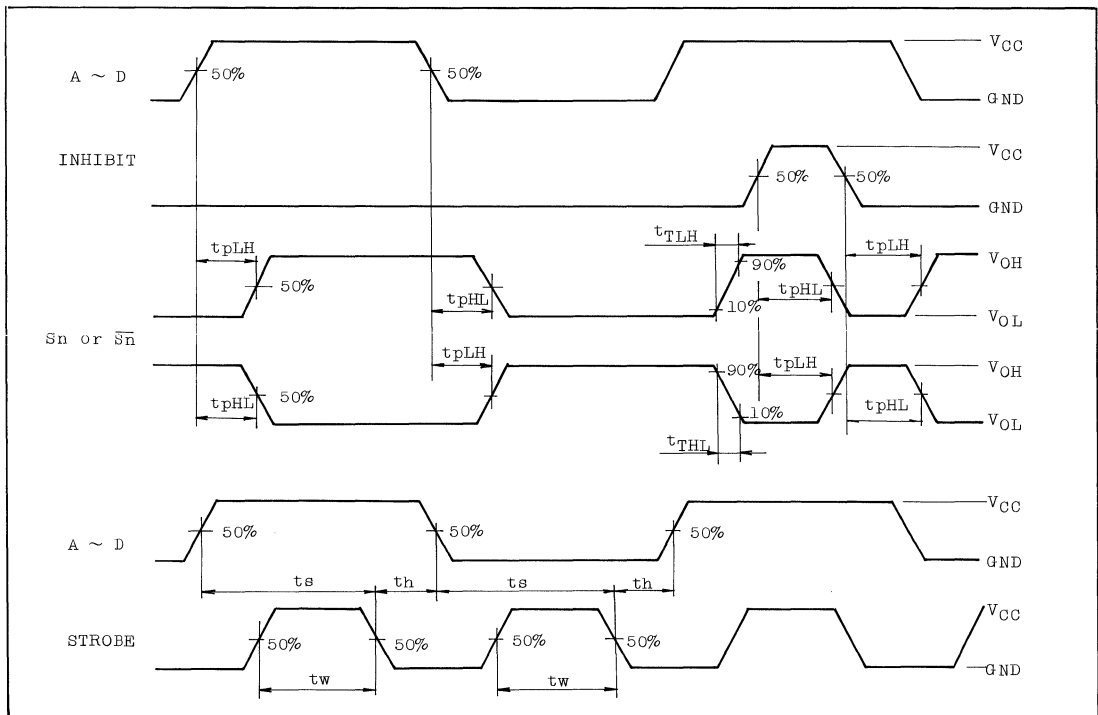 VCC
A ~ D 50% 50%
GND
INHIBIT VCC
50% 50%
GND
tTLH
tpLH tpLH VOH
50% 90%
tpHL tpHL
10%
VOL
Sn or S̅n̅
tpLH tpLH VOH
90%
50%
tpHL 10% tpHL
VOL
tTHL
VCC
A ~ D 50% 50% 50%
GND
ts th ts th
VCC
STROBE 50% 50% 50% 50%
GND
tw tw